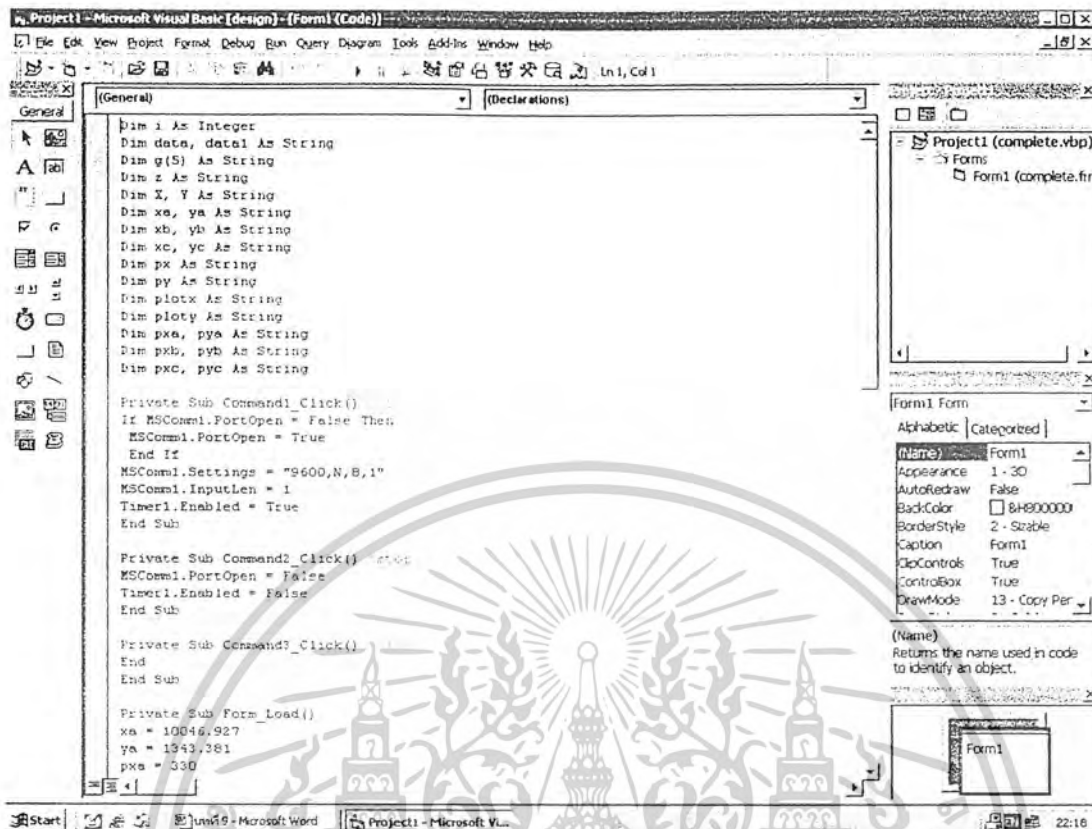 Project1 - Microsoft Visual Basic [design] - [Form1 (Code)]
File Edit View Project Format Debug Run Query Diagram Tools Add-Ins Window Help
Ln 1, Col 1
General
(General)
(Declarations)
Dim i As Integer
Dim data, data1 As String
Dim g(5) As String
Dim z As String
Dim X, Y As String
Dim xa, ya As String
Dim xb, yb As String
Dim xc, yc As String
Dim px As String
Dim py As String
Dim plotx As String
Dim ploty As String
Dim pxa, pya As String
Dim pxb, pyb As String
Dim pxc, pyc As String
Private Sub Command1_Click()
If MSComm1.PortOpen = False Then
MSComm1.PortOpen = True
End If
MSComm1.Settings = "9600,N,8,1"
MSComm1.InputLen = 1
Timer1.Enabled = True
End Sub
Private Sub Command2_Click()
MSComm1.PortOpen = False
Timer1.Enabled = False
End Sub
Private Sub Command3_Click()
End
End Sub
Private Sub Form_Load()
xa = 10046.927
ya = 1343.381
pxa = 330
Project1 (complete.vbp)
Forms
Form1 (complete.frm
Form1 Form
Alphabetic Categorized
(Name) Form1
Appearance 1 - 3D
AutoRedraw False
BackColor &H800000
BorderStyle 2 - Sizable
Caption Form1
ClipControls True
ControlBox True
DrawMode 13 - Copy Per
(Name)
Returns the name used in code
to identify an object.
Form1
Start
บทที่ 9 - Microsoft Word
Project1 - Microsoft Vi...
22:16